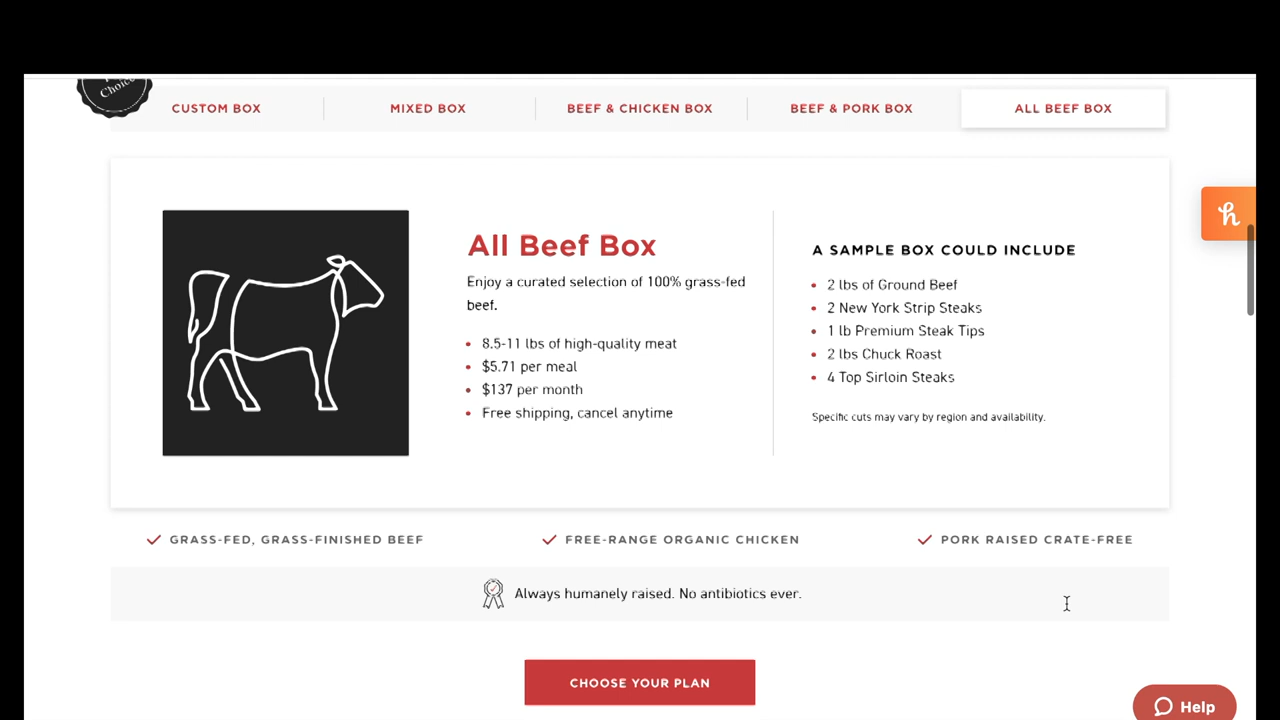 Choice
CUSTOM BOX
MIXED BOX
BEEF & CHICKEN BOX
BEEF & PORK BOX
ALL BEEF BOX
All Beef Box
Enjoy a curated selection of 100% grass-fed
beef.
• 8.5-11 lbs of high-quality meat
• $5.71 per meal
• $137 per month
• Free shipping, cancel anytime
A SAMPLE BOX COULD INCLUDE
• 2 lbs of Ground Beef
• 2 New York Strip Steaks
• 1 lb Premium Steak Tips
• 2 lbs Chuck Roast
• 4 Top Sirloin Steaks
Specific cuts may vary by region and availability.
GRASS-FED, GRASS-FINISHED BEEF
FREE-RANGE ORGANIC CHICKEN
PORK RAISED CRATE-FREE
Always humanely raised. No antibiotics ever.
CHOOSE YOUR PLAN
h
Help